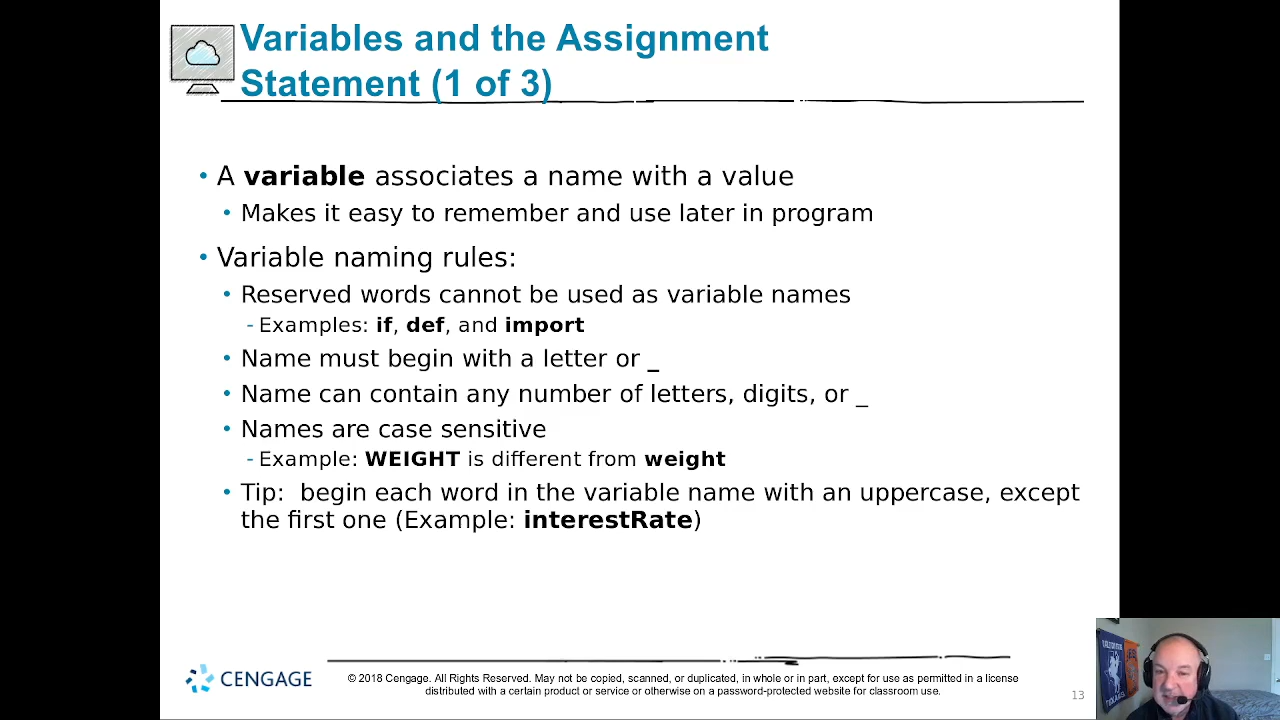 Variables and the Assignment
Statement (1 of 3)
• A variable associates a name with a value
• Makes it easy to remember and use later in program
• Variable naming rules:
• Reserved words cannot be used as variable names
- Examples: if, def, and import
• Name must begin with a letter or _
• Name can contain any number of letters, digits, or _
• Names are case sensitive
- Example: WEIGHT is different from weight
• Tip:  begin each word in the variable name with an uppercase, except
the first one (Example: interestRate)
CENGAGE
© 2018 Cengage. All Rights Reserved. May not be copied, scanned, or duplicated, in whole or in part, except for use as permitted in a license
distributed with a certain product or service or otherwise on a password-protected website for classroom use.
13